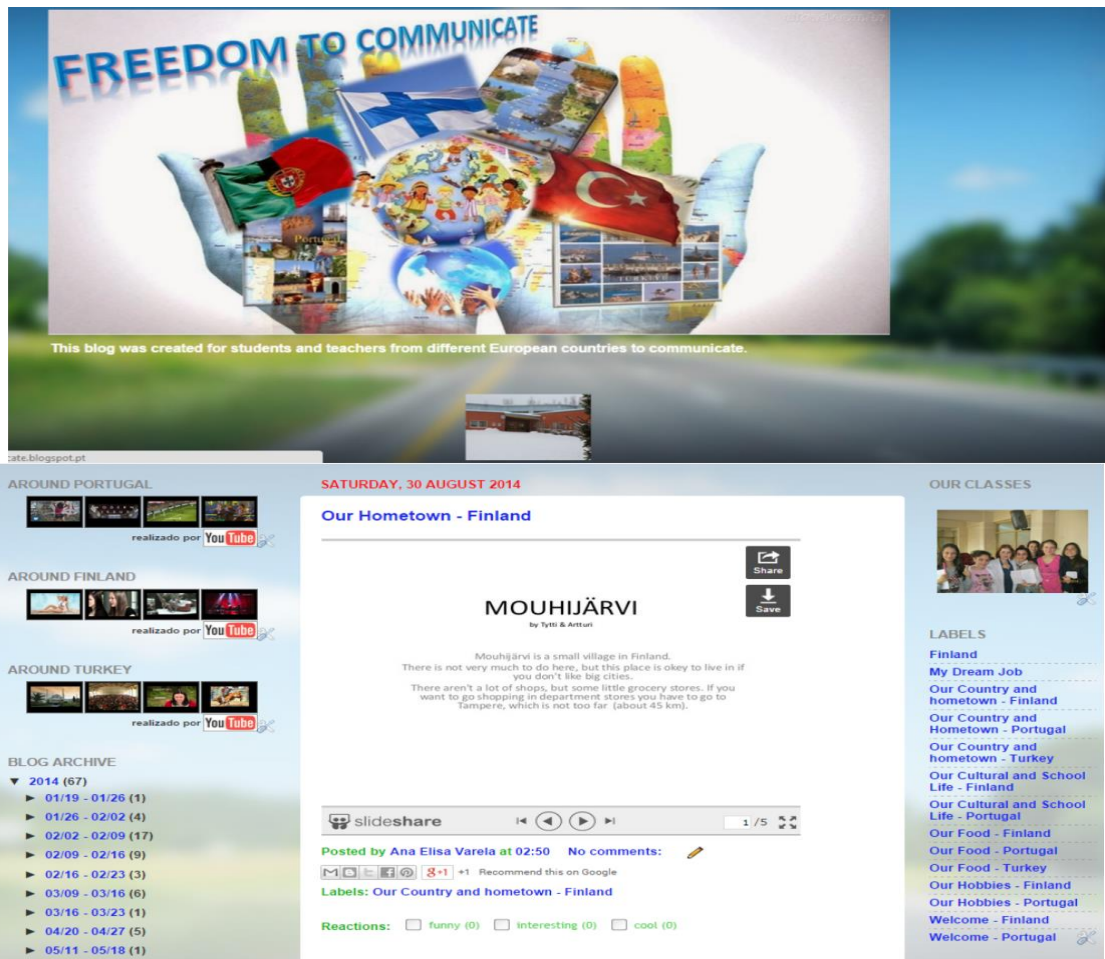 FREEDOM TO COMMUNICATE
Portugal
This blog was created for students and teachers from different European countries to communicate.
cate.blogspot.pt
AROUND PORTUGAL
realizado por YouTube
AROUND FINLAND
realizado por YouTube
AROUND TURKEY
realizado por YouTube
BLOG ARCHIVE
▼ 2014 (67)
► 01/19 - 01/26 (1)
► 01/26 - 02/02 (4)
► 02/02 - 02/09 (17)
► 02/09 - 02/16 (9)
► 02/16 - 02/23 (3)
► 03/09 - 03/16 (6)
► 03/16 - 03/23 (1)
► 04/20 - 04/27 (5)
► 05/11 - 05/18 (1)
SATURDAY, 30 AUGUST 2014
Our Hometown - Finland
Share
Save
MOUHIJÄRVI
by Tytti & Artturi
Mouhijärvi is a small village in Finland.
There is not very much to do here, but this place is okey to live in if
you don't like big cities.
There aren't a lot of shops, but some little grocery stores. If you
want to go shopping in department stores you have to go to
Tampere, which is not too far (about 45 km).
slideshare
1 /5
Posted by Ana Elisa Varela at 02:50 No comments:
g+1 +1 Recommend this on Google
Labels: Our Country and hometown - Finland
Reactions: funny (0) interesting (0) cool (0)
OUR CLASSES
LABELS
Finland
My Dream Job
Our Country and
hometown - Finland
Our Country and
Hometown - Portugal
Our Country and
hometown - Turkey
Our Cultural and School
Life - Finland
Our Cultural and School
Life - Portugal
Our Food - Finland
Our Food - Portugal
Our Food - Turkey
Our Hobbies - Finland
Our Hobbies - Portugal
Welcome - Finland
Welcome - Portugal